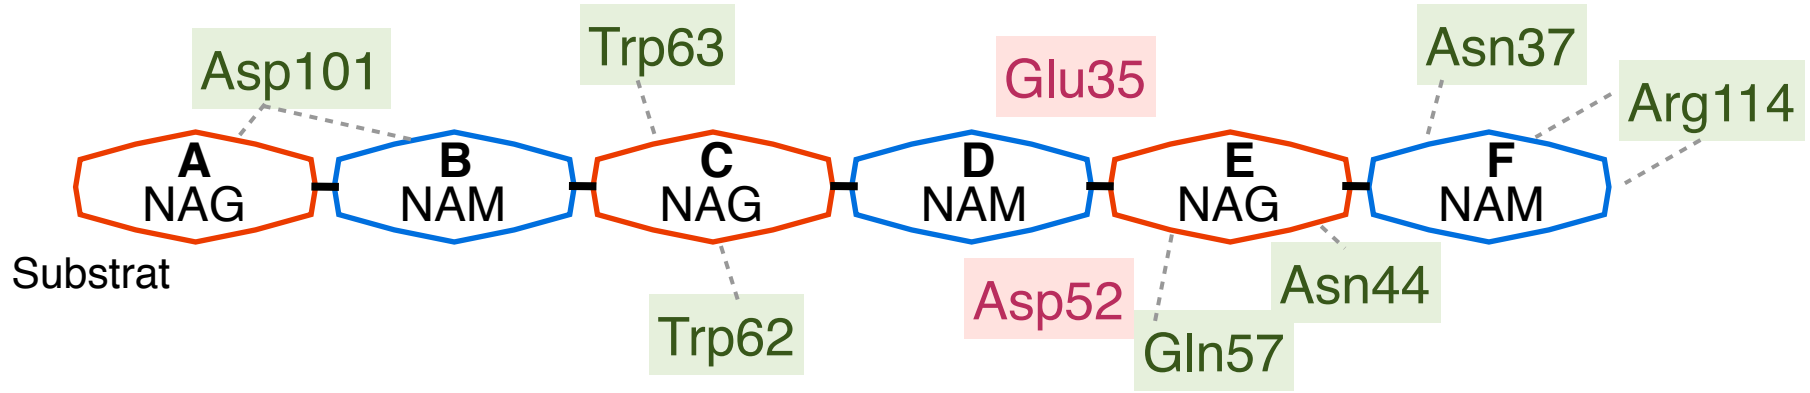 Asp101
Trp63
Glu35
Asn37
Arg114
A
NAG
B
NAM
C
NAG
D
NAM
E
NAG
F
NAM
Substrat
Trp62
Asp52
Gln57
Asn44